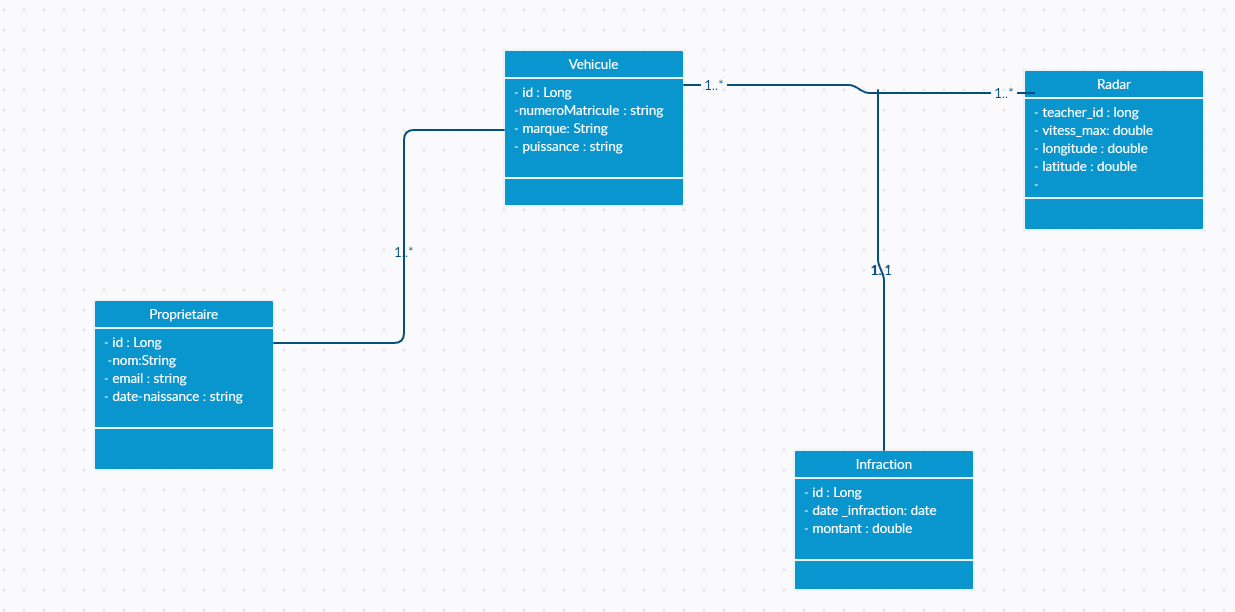 Vehicule
- id : Long
-numeroMatricule : string
- marque: String
- puissance : string
1..*
1..*
Radar
- teacher_id : long
- vitess_max: double
- longitude : double
- latitude : double
-
1..*
1..1
Proprietaire
- id : Long
-nom:String
- email : string
- date-naissance : string
Infraction
- id : Long
- date _infraction: date
- montant : double